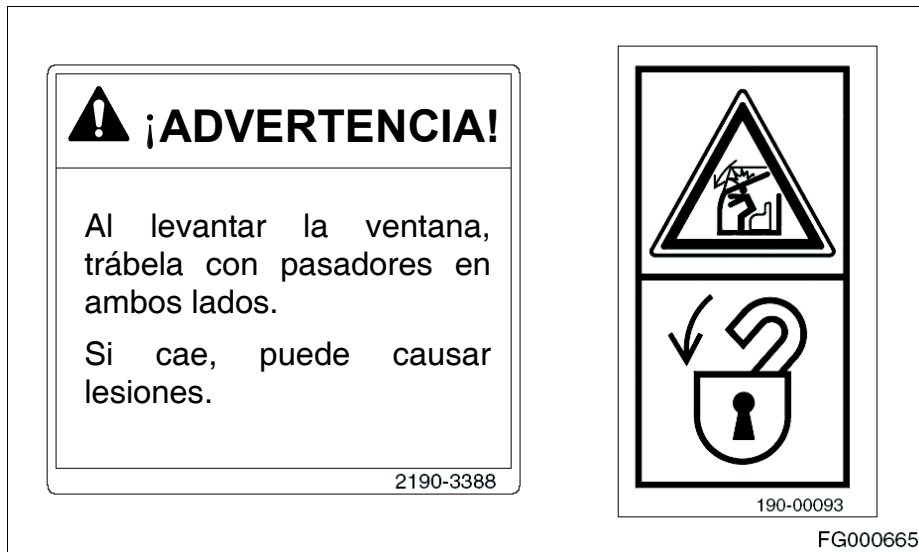 ¡ADVERTENCIA!
Al levantar la ventana,
trábela con pasadores en
ambos lados.
Si cae, puede causar
lesiones.
2190-3388
190-00093
FG000665